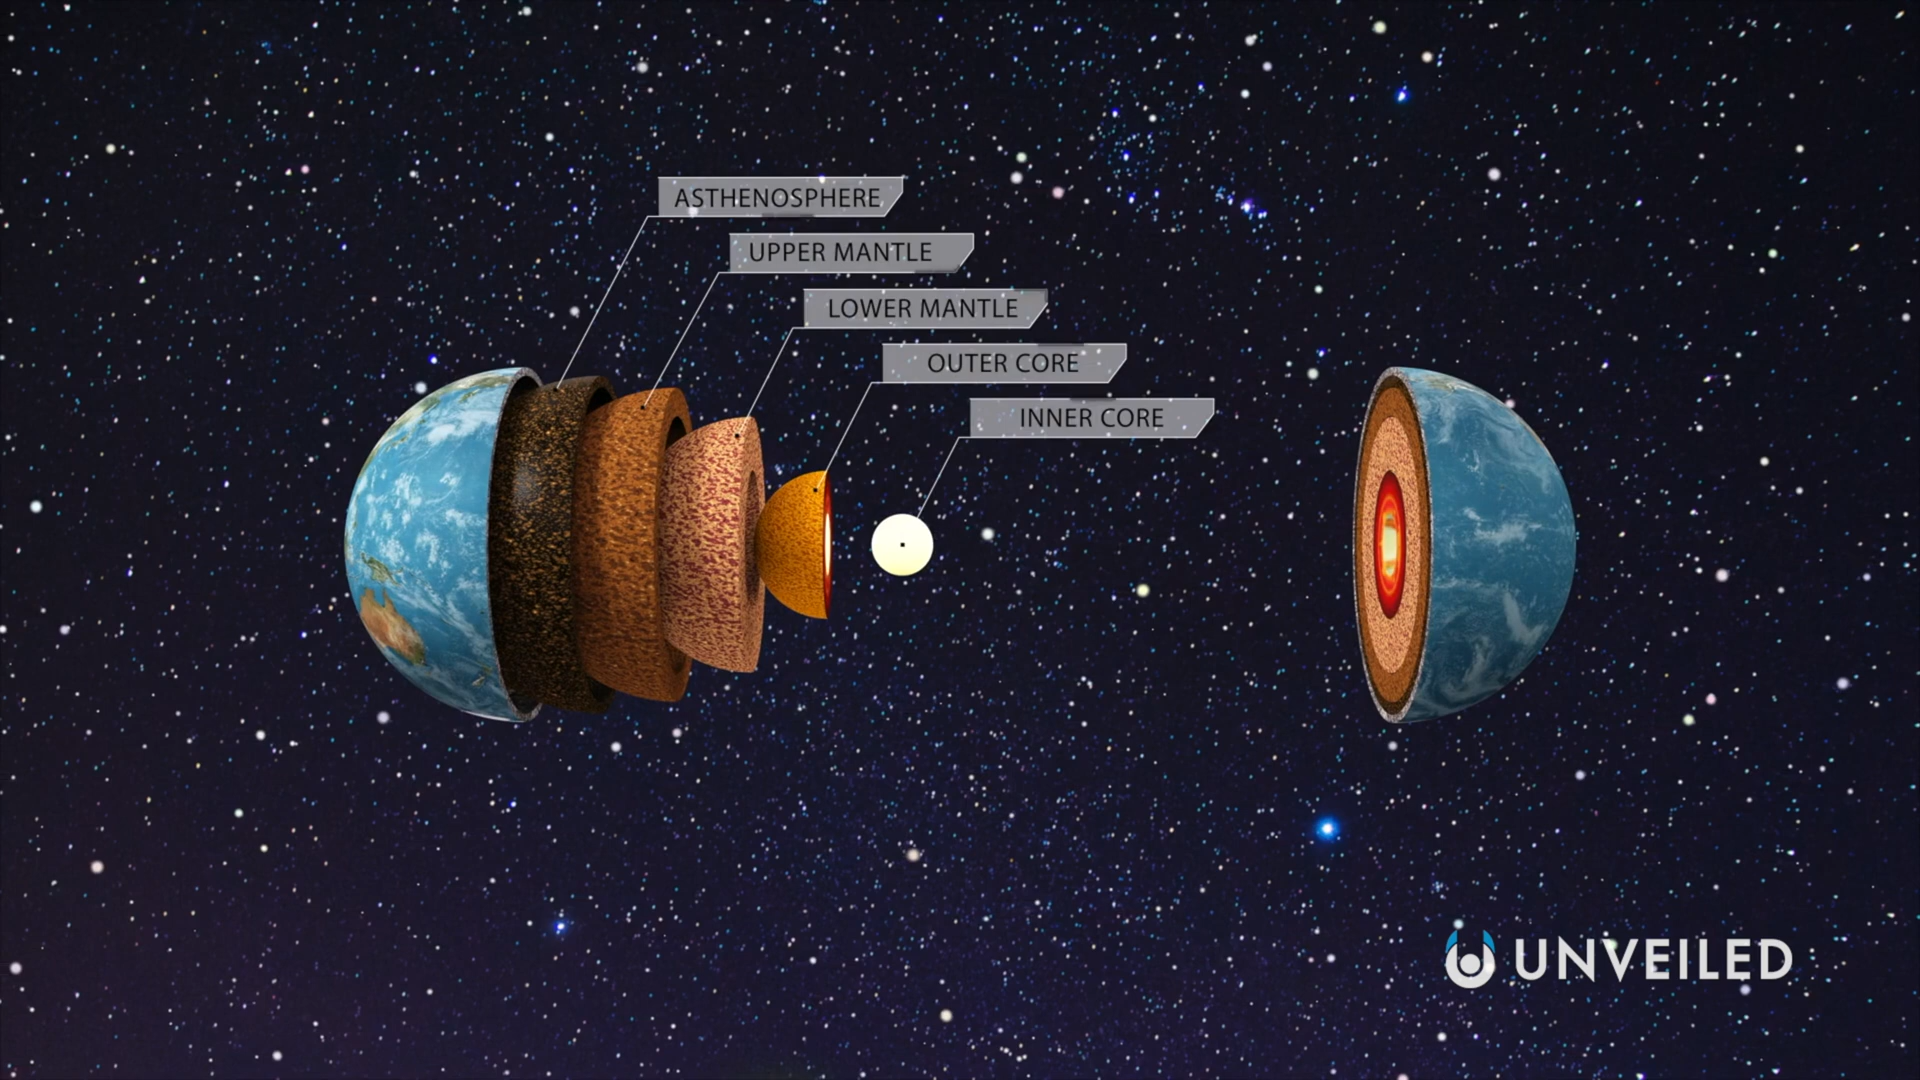 ASTHENOSPHERE
UPPER MANTLE
LOWER MANTLE
OUTER CORE
INNER CORE
UNVEILED